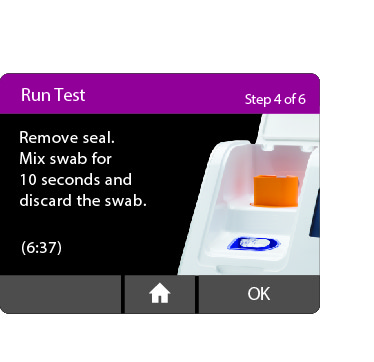 Run Test
Step 4 of 6
Remove seal.
Mix swab for
10 seconds and
discard the swab.
(6:37)
OK